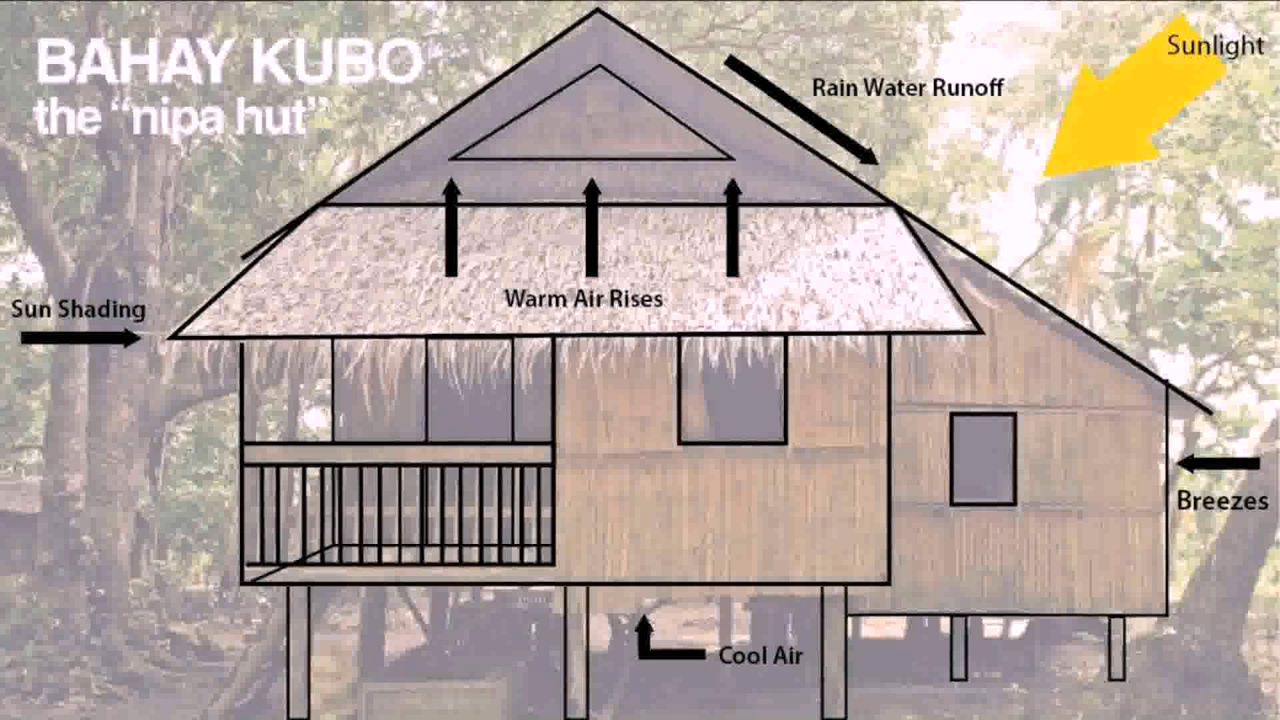 BAHAY KUBO
the “nipa hut”
Sunlight
Rain Water Runoff
Warm Air Rises
Sun Shading
Breezes
Cool Air